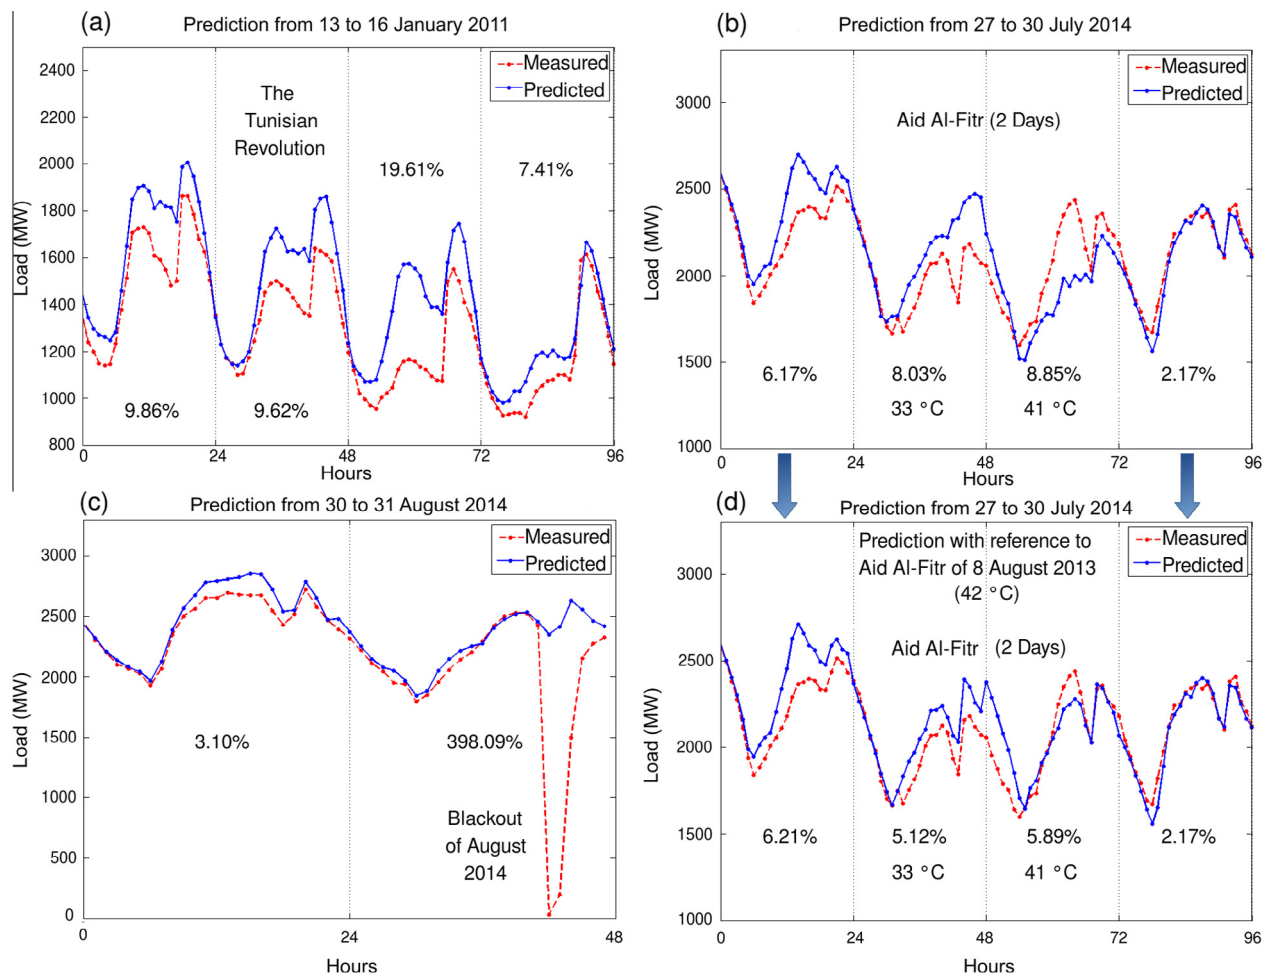 (a)
Prediction from 13 to 16 January 2011
Measured
Predicted
The
Tunisian
Revolution
19.61%
7.41%
9.86%
9.62%
Load (MW)
2400
2200
2000
1800
1600
1400
1200
1000
800
0
24
48
72
96
Hours
(b)
Prediction from 27 to 30 July 2014
Measured
Predicted
Aid Al-Fitr (2 Days)
6.17%
8.03%
8.85%
2.17%
33 °C
41 °C
Load (MW)
3000
2500
2000
1500
1000
0
24
48
72
96
Hours
(c)
Prediction from 30 to 31 August 2014
Measured
Predicted
3.10%
398.09%
Blackout
of August
2014
Load (MW)
3000
2500
2000
1500
1000
500
0
0
24
48
Hours
(d)
Prediction from 27 to 30 July 2014
Measured
Predicted
Prediction with reference to
Aid Al-Fitr of 8 August 2013
(42 °C)
Aid Al-Fitr (2 Days)
6.21%
5.12%
5.89%
2.17%
33 °C
41 °C
Load (MW)
3000
2500
2000
1500
1000
0
24
48
72
96
Hours